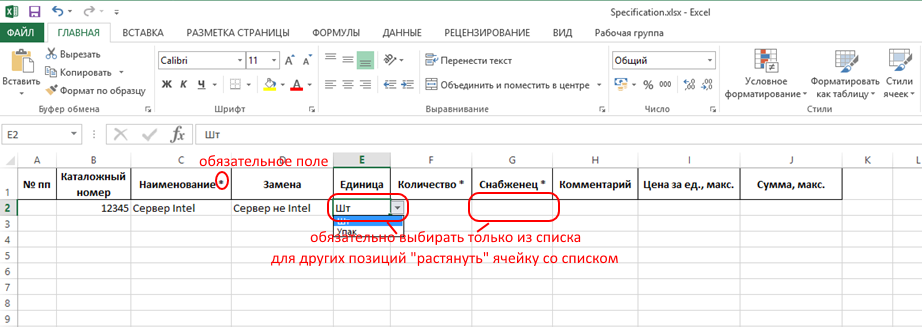 Specification.xlsx - Excel
ФАЙЛ ГЛАВНАЯ ВСТАВКА РАЗМЕТКА СТРАНИЦЫ ФОРМУЛЫ ДАННЫЕ РЕЦЕНЗИРОВАНИЕ ВИД Рабочая группа
Вставить
Вырезать
Копировать
Формат по образцу
Буфер обмена
Calibri 11
Ж К Ч
Шрифт
Перенести текст
Объединить и поместить в центре
Выравнивание
Общий
% 000
Число
Условное форматирование
Форматировать как таблицу
Стили ячеек
Стили
E2 fx Шт
A B C D E F G H I J K L
обязательное поле
1 № пп Каталожный номер Наименование * Замена Единица Количество * Снабженец * Комментарий Цена за ед., макс. Сумма, макс.
2 12345 Сервер Intel Сервер не Intel Шт
3 Шт
4 Упак
обязательно выбирать только из списка
5
для других позиций "растянуть" ячейку со списком
6
7
8
9